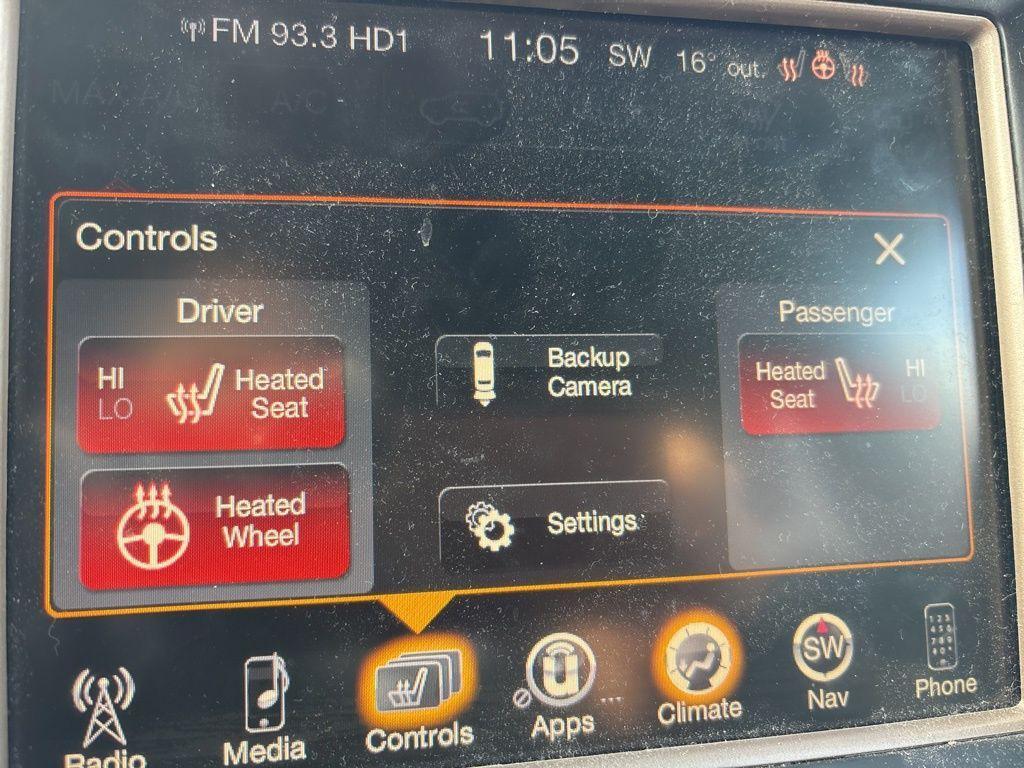 FM 93.3 HD1 11:05 SW 16° out.
Controls
Driver
HI
LO
Heated
Seat
Heated
Wheel
Backup
Camera
Settings
Passenger
Heated
Seat
HI
LO
Radio
Media
Controls
Apps
Climate
SW
Nav
Phone